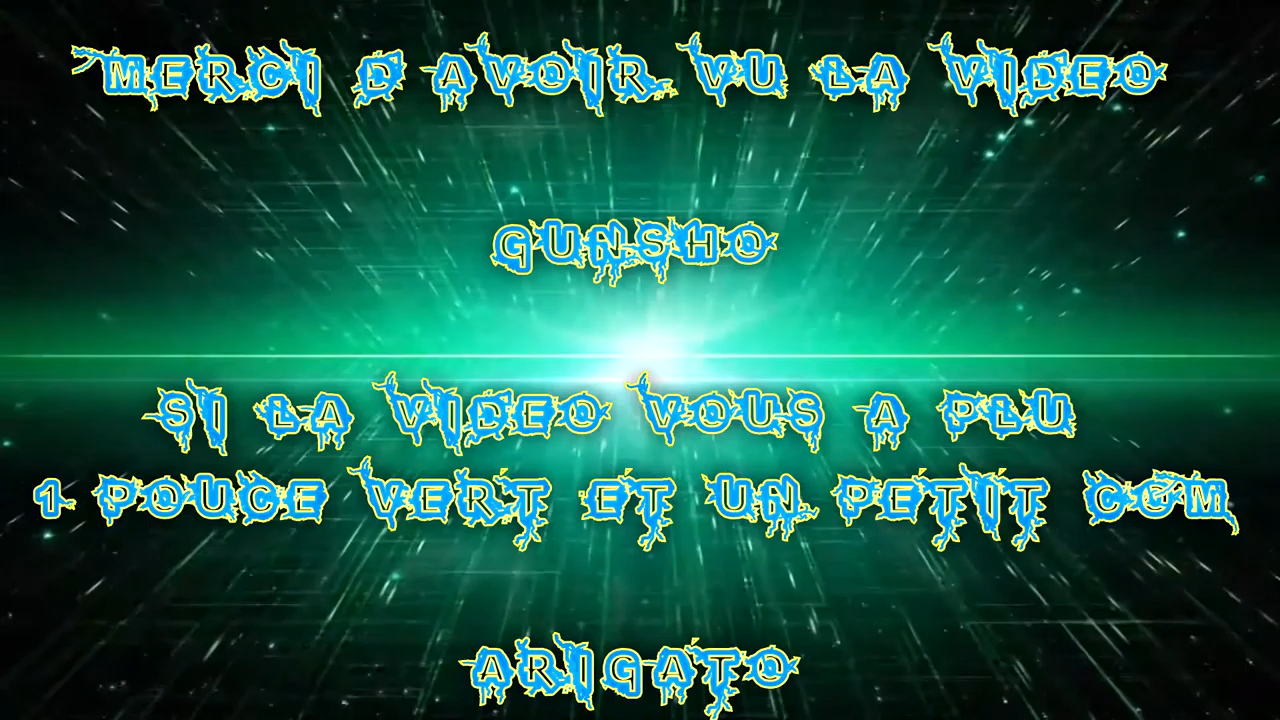 MERCI D AVOIR VU LA VIDEO
GUNSHO
SI LA VIDEO VOUS A PLU
1 POUCE VERT ET UN PETIT COM
ARIGATO